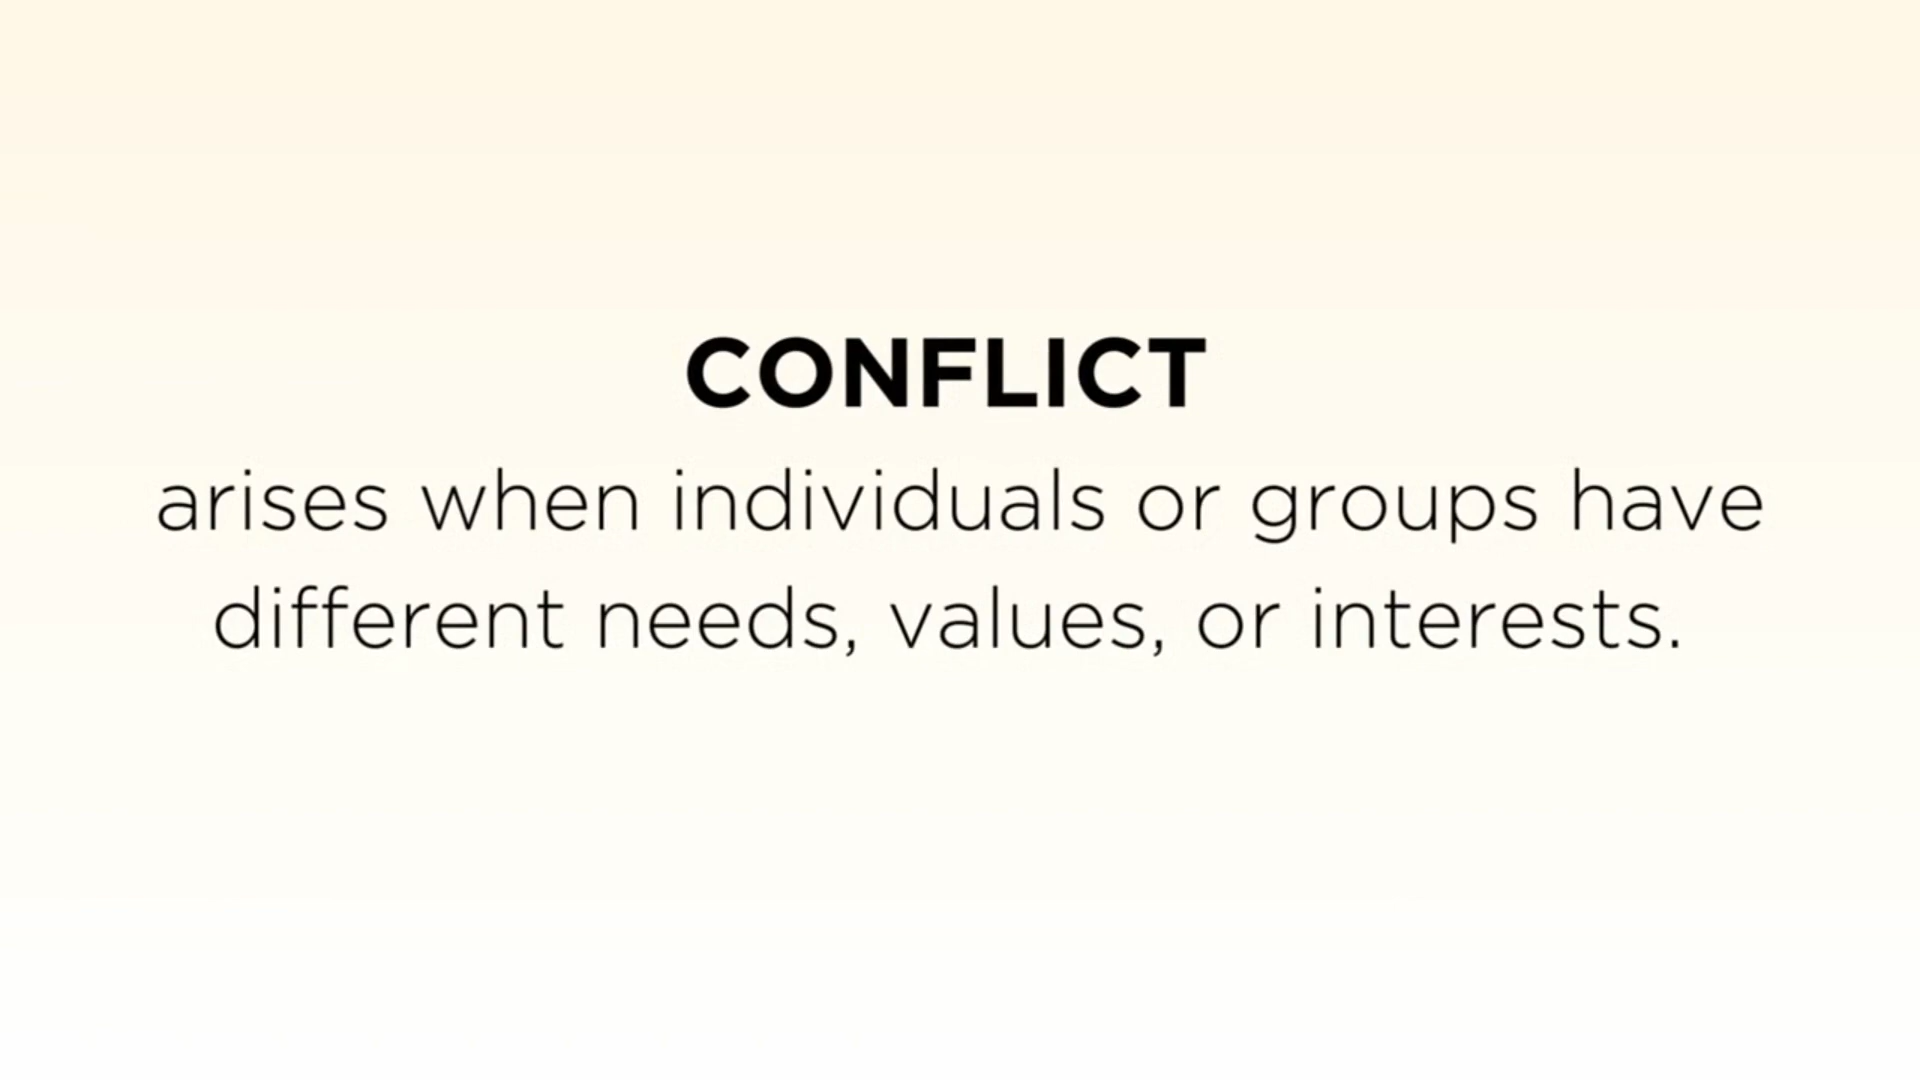 CONFLICT
arises when individuals or groups have
different needs, values, or interests.